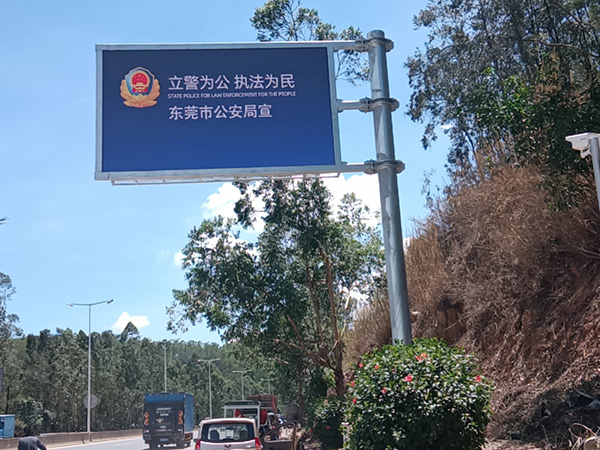 立警为公 执法为民
STATE POLICE FOR LAW ENFORCEMENT FOR THE PEOPLE
东莞市公安局宣